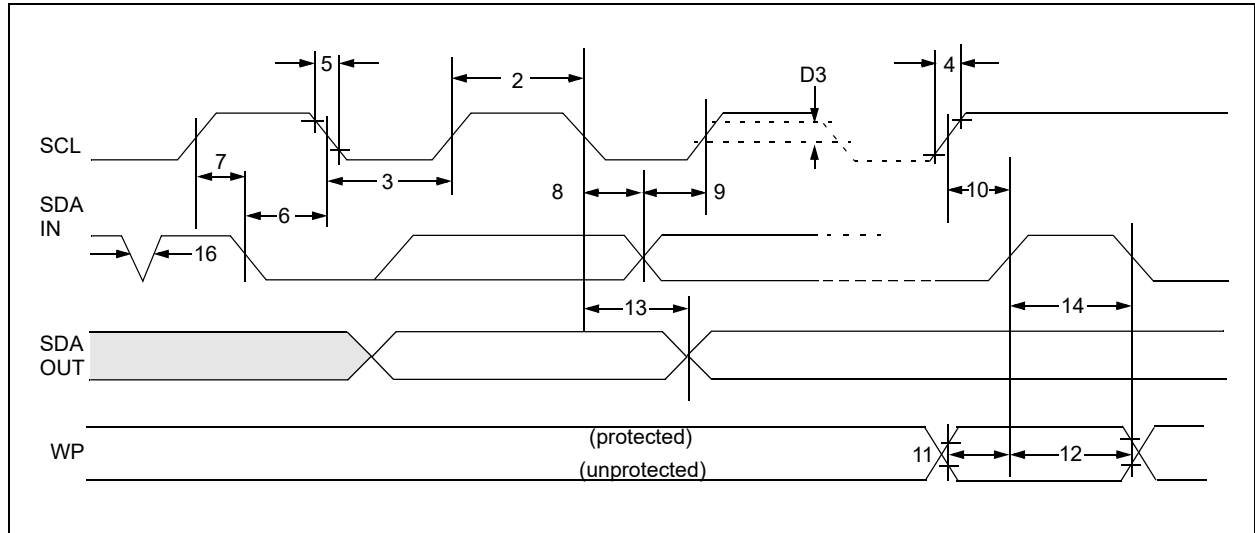 5
2
D3
4
SCL
7
3
8
9
10
SDA
IN
6
16
13
14
SDA
OUT
WP
(protected)
(unprotected)
11
12